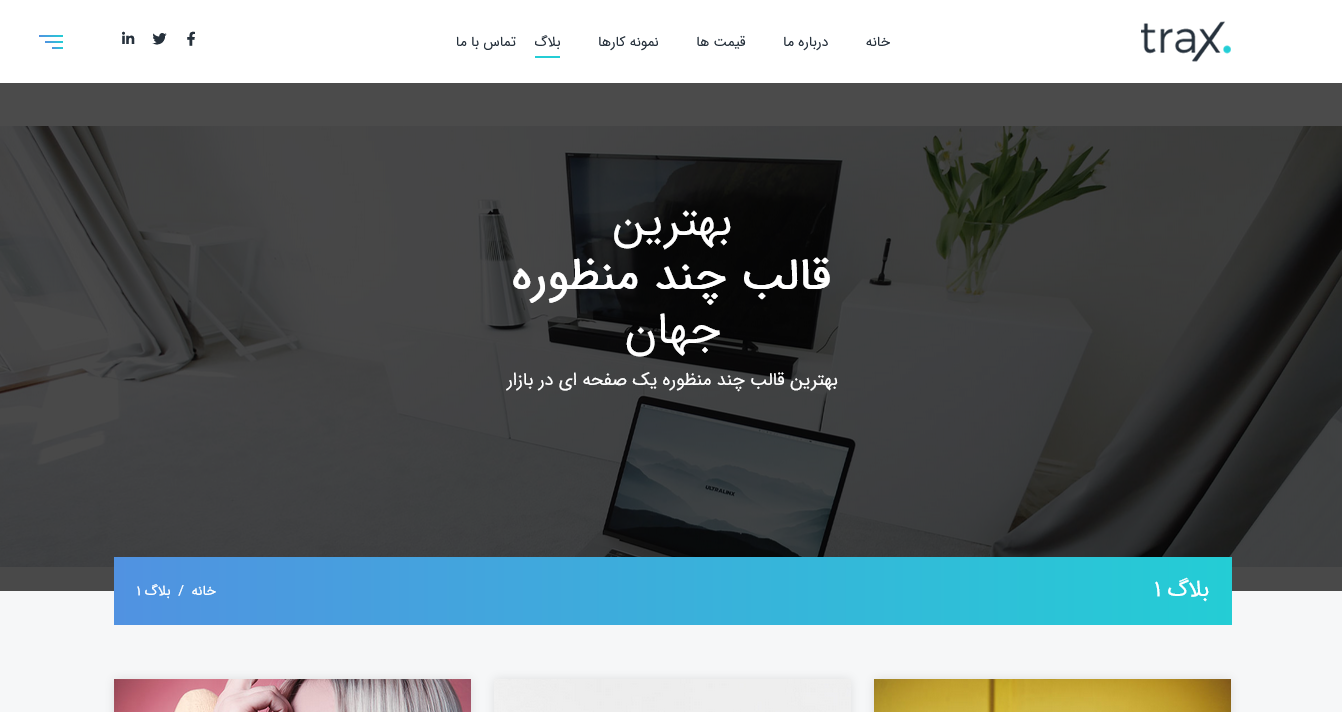 trax.
خانه درباره ما قیمت ها نمونه کارها بلاگ تماس با ما
بهترین
قالب چند منظوره
جهان
بهترین قالب چند منظوره یک صفحه ای در بازار
ULTRALINX
بلاگ ۱
خانه / بلاگ ۱